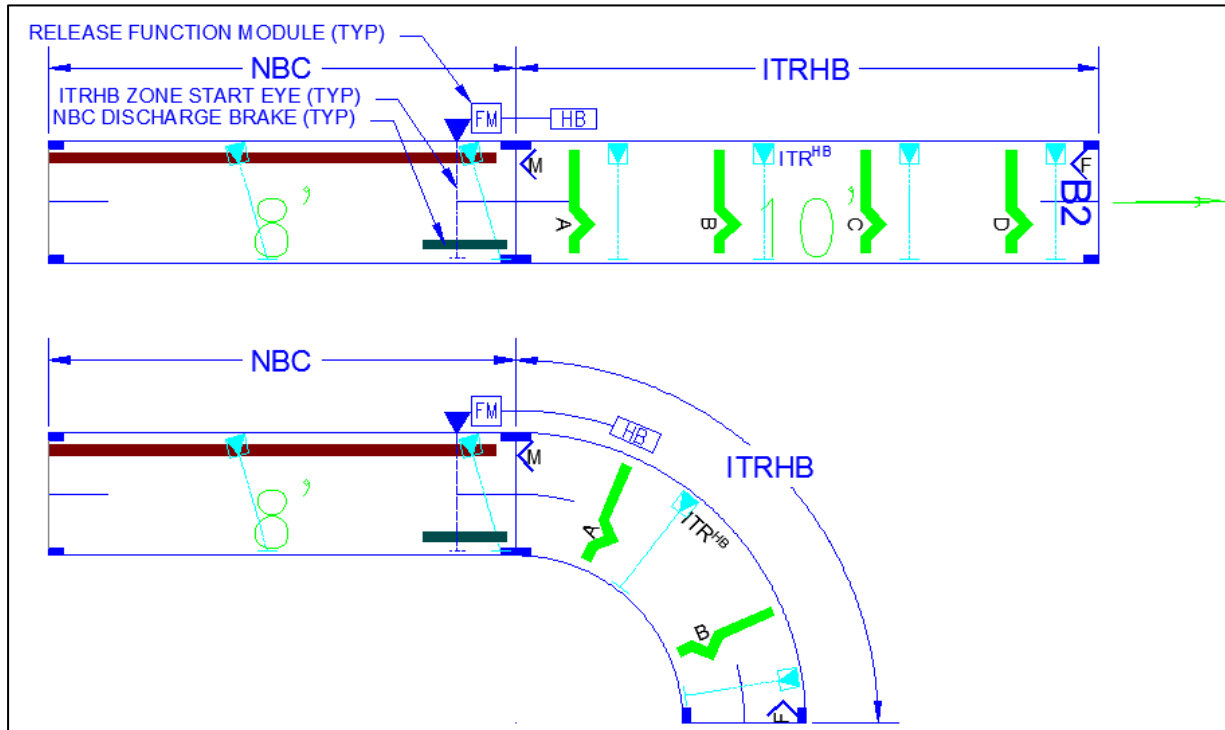 RELEASE FUNCTION MODULE (TYP)
NBC
ITRHB
ITRHB ZONE START EYE (TYP)
NBC DISCHARGE BRAKE (TYP)
FM
HB
M
ITRHB
F
8'
A
B
10'
C
D
B2
NBC
FM
HB
M
ITRHB
8'
A
ITRHB
B
F